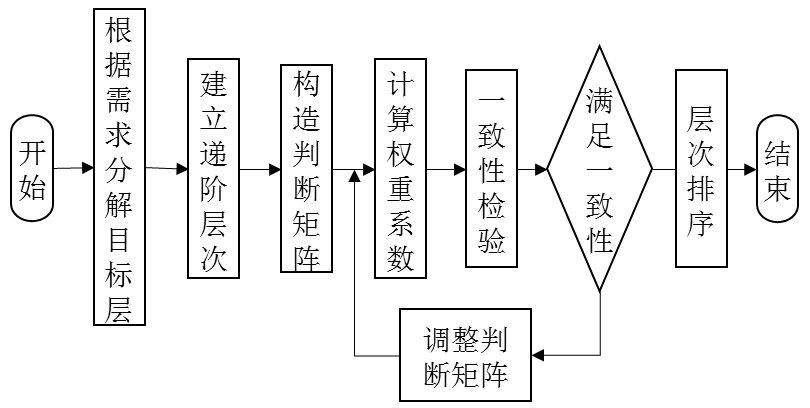 开始
根据需求分解目标层
建立递阶层次
构造判断矩阵
计算权重系数
一致性检验
满足一致性
层次排序
结束
调整判
断矩阵